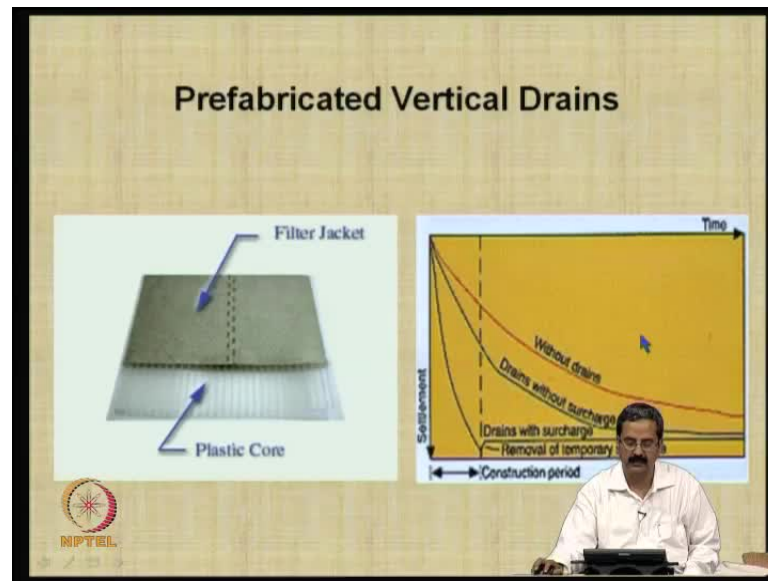 Prefabricated Vertical Drains
Filter Jacket
Plastic Core
Time
Settlement
Without drains
Drains without surcharge
Drains with surcharge
Removal of temporary
Construction period
NPTEL